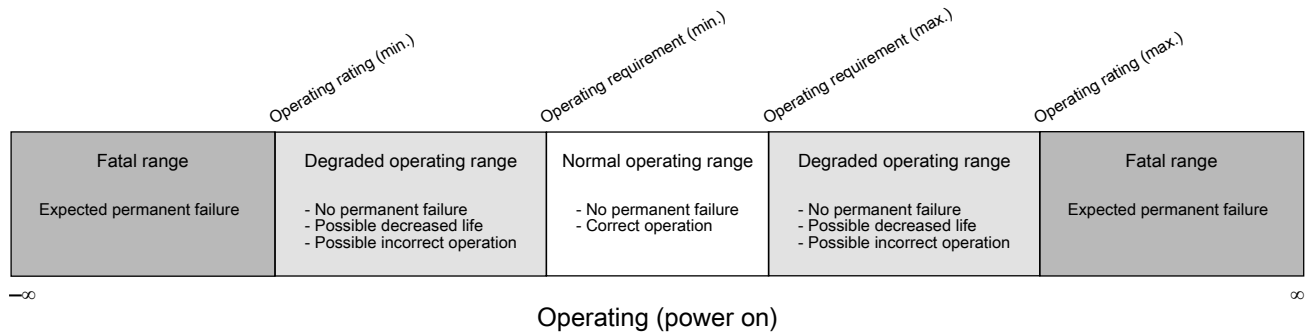 Operating rating (min.)
Operating requirement (min.)
Operating requirement (max.)
Operating rating (max.)
Fatal range
Expected permanent failure
Degraded operating range
- No permanent failure
- Possible decreased life
- Possible incorrect operation
Normal operating range
- No permanent failure
- Correct operation
Degraded operating range
- No permanent failure
- Possible decreased life
- Possible incorrect operation
Fatal range
Expected permanent failure
–∞
∞
Operating (power on)